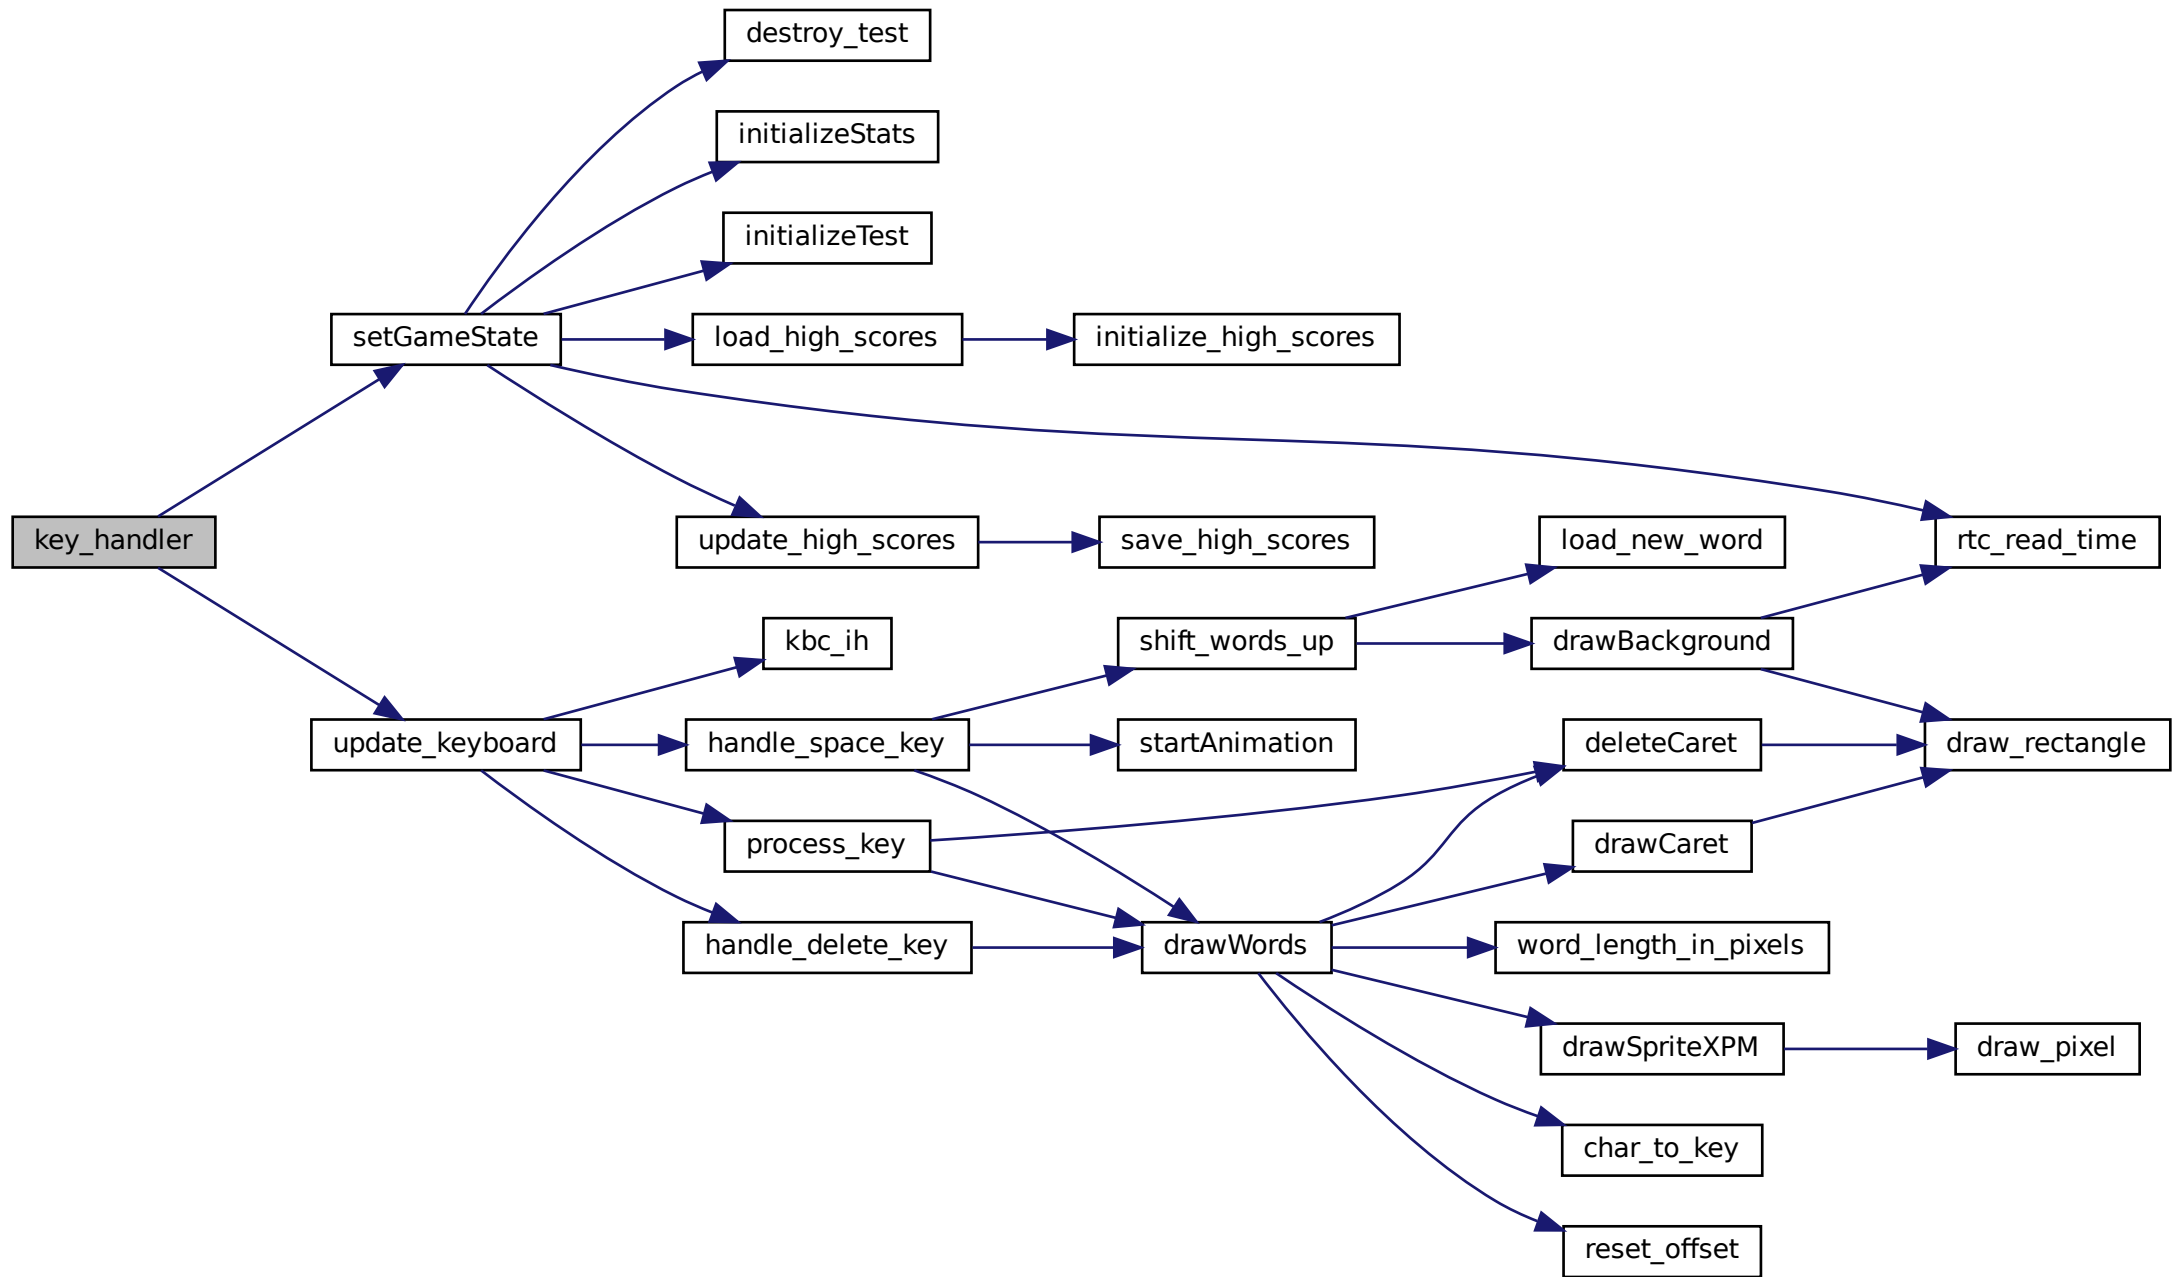 destroy_test
initializeStats
initializeTest
setGameState
load_high_scores
initialize_high_scores
key_handler
update_high_scores
save_high_scores
load_new_word
rtc_read_time
kbc_ih
shift_words_up
drawBackground
update_keyboard
handle_space_key
startAnimation
deleteCaret
draw_rectangle
process_key
drawCaret
handle_delete_key
drawWords
word_length_in_pixels
drawSpriteXPM
draw_pixel
char_to_key
reset_offset